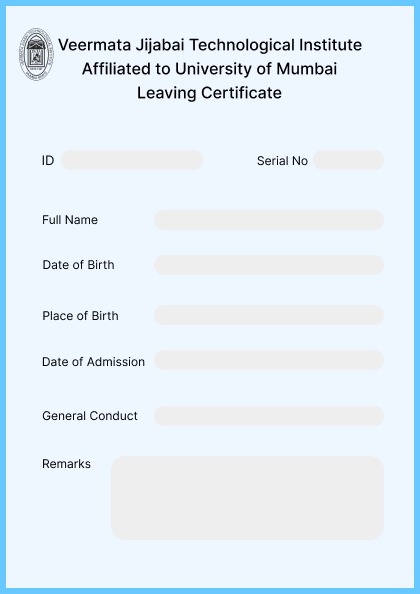 Veermata Jijabai Technological Institute
Affiliated to University of Mumbai
Leaving Certificate
ID Serial No
Full Name
Date of Birth
Place of Birth
Date of Admission
General Conduct
Remarks